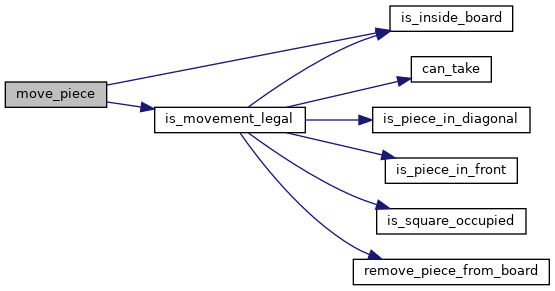 move_piece
is_movement_legal
is_inside_board
can_take
is_piece_in_diagonal
is_piece_in_front
is_square_occupied
remove_piece_from_board